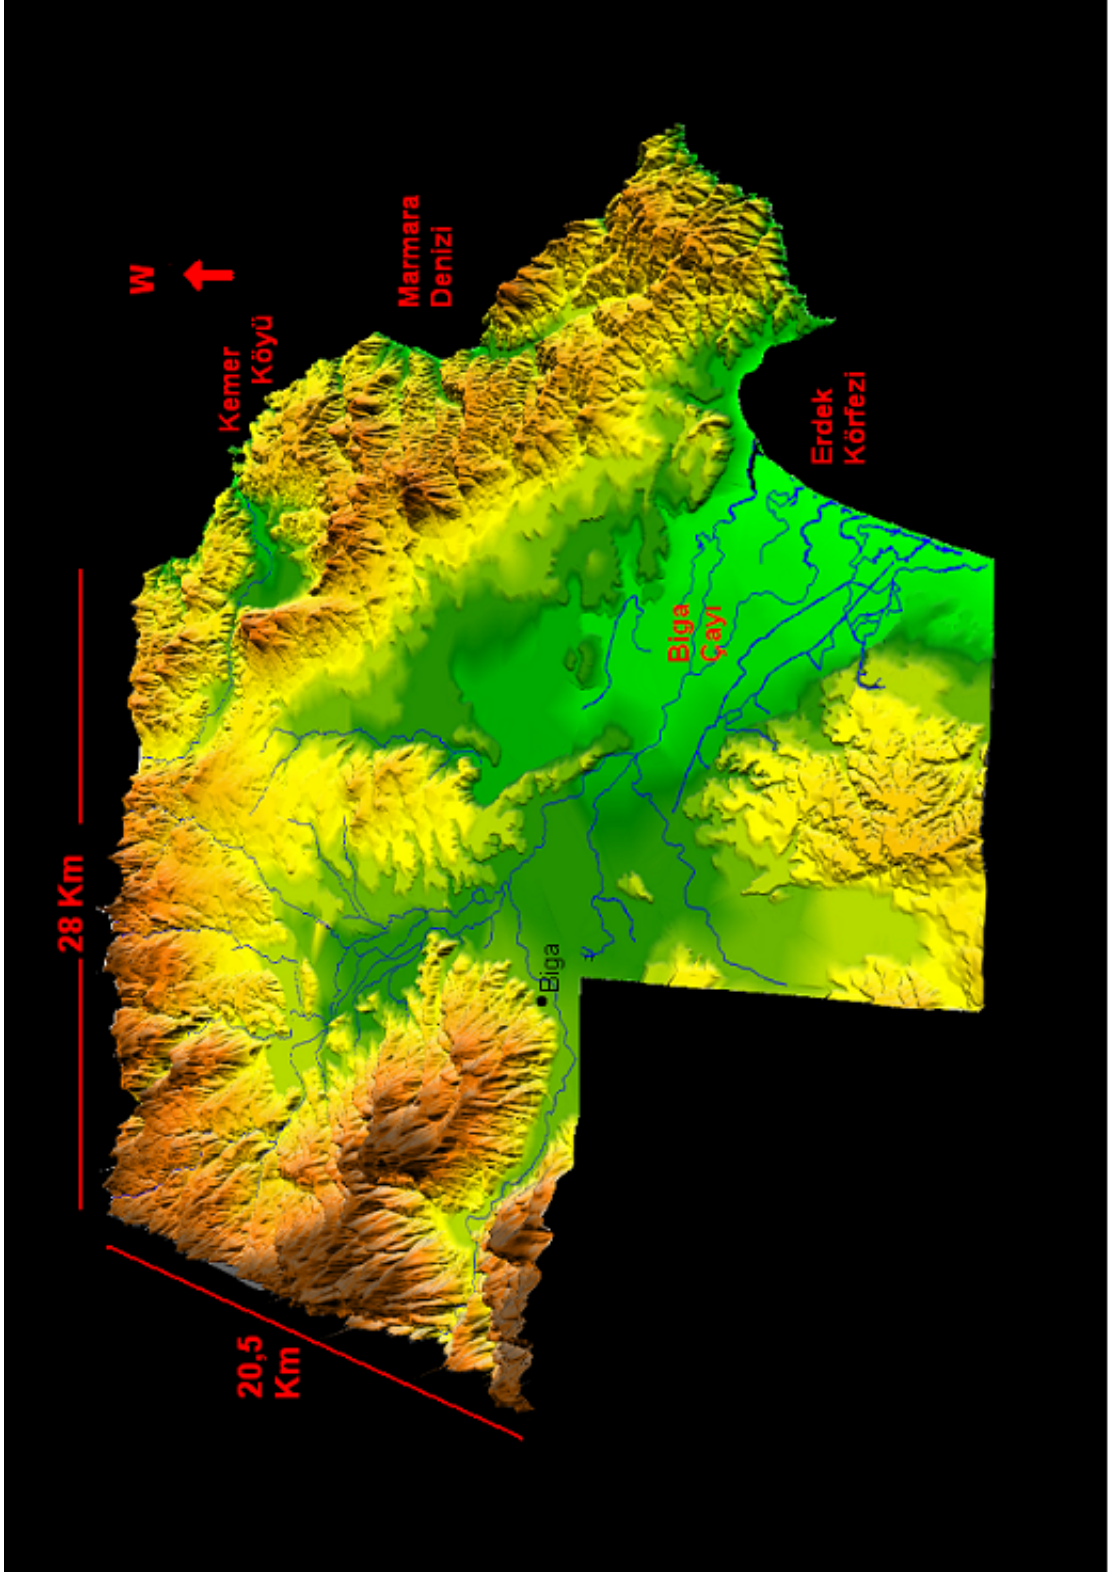 W
Kemer
Köyü
Marmara
Denizi
28 Km
Erdek
Körfezi
Biga
Çayı
Biga
20,5
Km